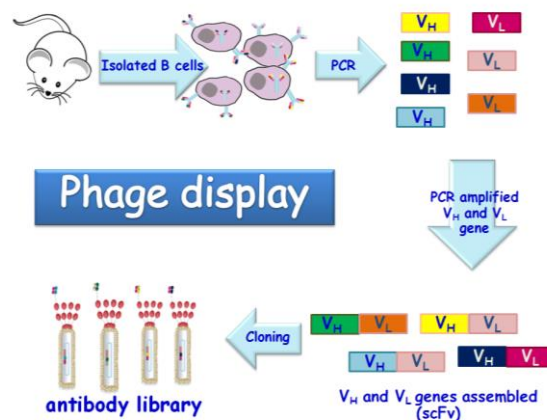 Isolated B cells
PCR
VH
VL
VH
VL
VH
VL
VH
Phage display
PCR amplified
VH and VL
gene
VH VL
VH VL
VH VL
VH VL
Cloning
antibody library
VH and VL genes assembled
(scFv)